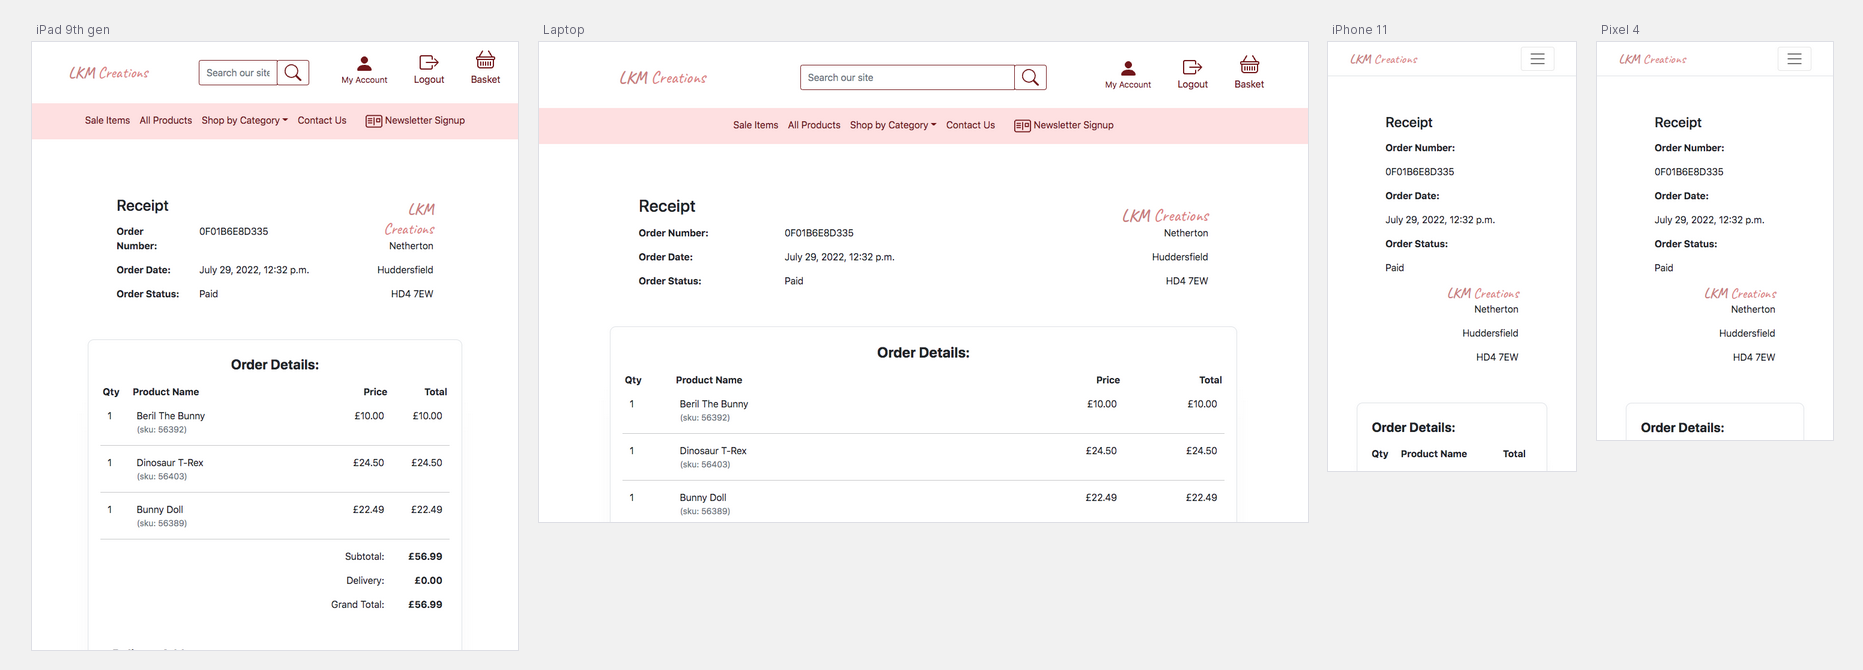 iPad 9th gen
LKM Creations
Search our site
My Account
Logout
Basket
Sale Items All Products Shop by Category Contact Us Newsletter Signup
Receipt
Order Number: 0F01B6E8D335
Order Date: July 29, 2022, 12:32 p.m.
Order Status: Paid
LKM
Creations
Netherton
Huddersfield
HD4 7EW
Order Details:
Qty Product Name Price Total
1 Beril The Bunny £10.00 £10.00
(sku: 56392)
1 Dinosaur T-Rex £24.50 £24.50
(sku: 56403)
1 Bunny Doll £22.49 £22.49
(sku: 56389)
Subtotal: £56.99
Delivery: £0.00
Grand Total: £56.99
Laptop
LKM Creations
Search our site
My Account
Logout
Basket
Sale Items All Products Shop by Category Contact Us Newsletter Signup
Receipt
Order Number: 0F01B6E8D335
Order Date: July 29, 2022, 12:32 p.m.
Order Status: Paid
LKM Creations
Netherton
Huddersfield
HD4 7EW
Order Details:
Qty Product Name Price Total
1 Beril The Bunny £10.00 £10.00
(sku: 56392)
1 Dinosaur T-Rex £24.50 £24.50
(sku: 56403)
1 Bunny Doll £22.49 £22.49
(sku: 56389)
iPhone 11
LKM Creations
Receipt
Order Number:
0F01B6E8D335
Order Date:
July 29, 2022, 12:32 p.m.
Order Status:
Paid
LKM Creations
Netherton
Huddersfield
HD4 7EW
Order Details:
Qty Product Name Total
Pixel 4
LKM Creations
Receipt
Order Number:
0F01B6E8D335
Order Date:
July 29, 2022, 12:32 p.m.
Order Status:
Paid
LKM Creations
Netherton
Huddersfield
HD4 7EW
Order Details: